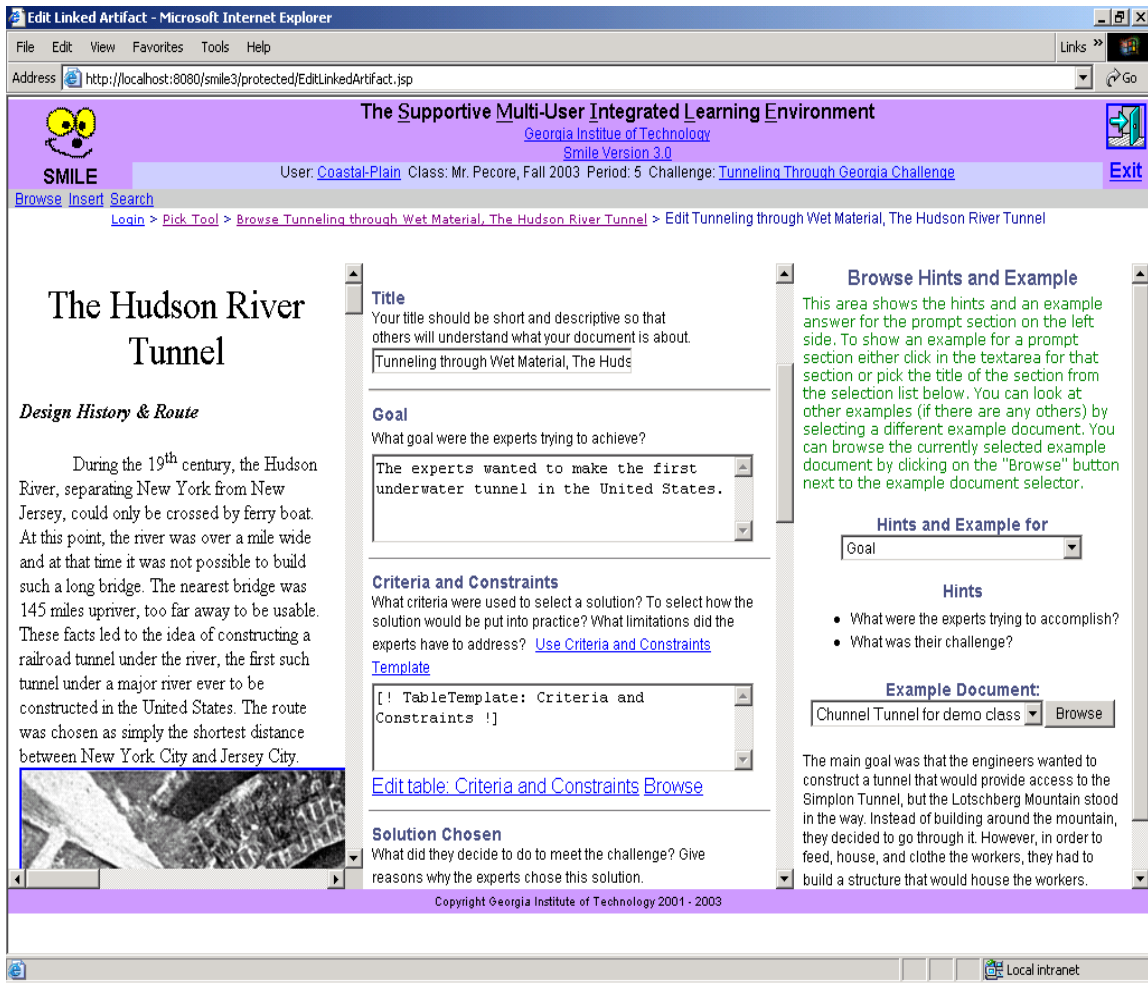 Edit Linked Artifact - Microsoft Internet Explorer
File Edit View Favorites Tools Help
Links »
Address http://localhost:8080/smile3/protected/EditLinkedArtifact.jsp
Go
The Supportive Multi-User Integrated Learning Environment
Georgia Institue of Technology
Smile Version 3.0
SMILE
User: Coastal-Plain Class: Mr. Pecore, Fall 2003 Period: 5 Challenge: Tunneling Through Georgia Challenge
Exit
Browse Insert Search
Login > Pick Tool > Browse Tunneling through Wet Material, The Hudson River Tunnel > Edit Tunneling through Wet Material, The Hudson River Tunnel
The Hudson River
Tunnel
Design History & Route
During the 19th century, the Hudson
River, separating New York from New
Jersey, could only be crossed by ferry boat.
At this point, the river was over a mile wide
and at that time it was not possible to build
such a long bridge. The nearest bridge was
145 miles upriver, too far away to be usable.
These facts led to the idea of constructing a
railroad tunnel under the river, the first such
tunnel under a major river ever to be
constructed in the United States. The route
was chosen as simply the shortest distance
between New York City and Jersey City.
Title
Your title should be short and descriptive so that
others will understand what your document is about.
Tunneling through Wet Material, The Huds
Goal
What goal were the experts trying to achieve?
The experts wanted to make the first
underwater tunnel in the United States.
Criteria and Constraints
What criteria were used to select a solution? To select how the
solution would be put into practice? What limitations did the
experts have to address? Use Criteria and Constraints
Template
[! TableTemplate: Criteria and
Constraints !]
Edit table: Criteria and Constraints Browse
Solution Chosen
What did they decide to do to meet the challenge? Give
reasons why the experts chose this solution.
Browse Hints and Example
This area shows the hints and an example
answer for the prompt section on the left
side. To show an example for a prompt
section either click in the textarea for that
section or pick the title of the section from
the selection list below. You can look at
other examples (if there are any others) by
selecting a different example document. You
can browse the currently selected example
document by clicking on the "Browse" button
next to the example document selector.
Hints and Example for
Goal
Hints
• What were the experts trying to accomplish?
• What was their challenge?
Example Document:
Chunnel Tunnel for demo class Browse
The main goal was that the engineers wanted to
construct a tunnel that would provide access to the
Simplon Tunnel, but the Lotschberg Mountain stood
in the way. Instead of building around the mountain,
they decided to go through it. However, in order to
feed, house, and clothe the workers, they had to
build a structure that would house the workers.
Copyright Georgia Institute of Technology 2001 - 2003
Local intranet